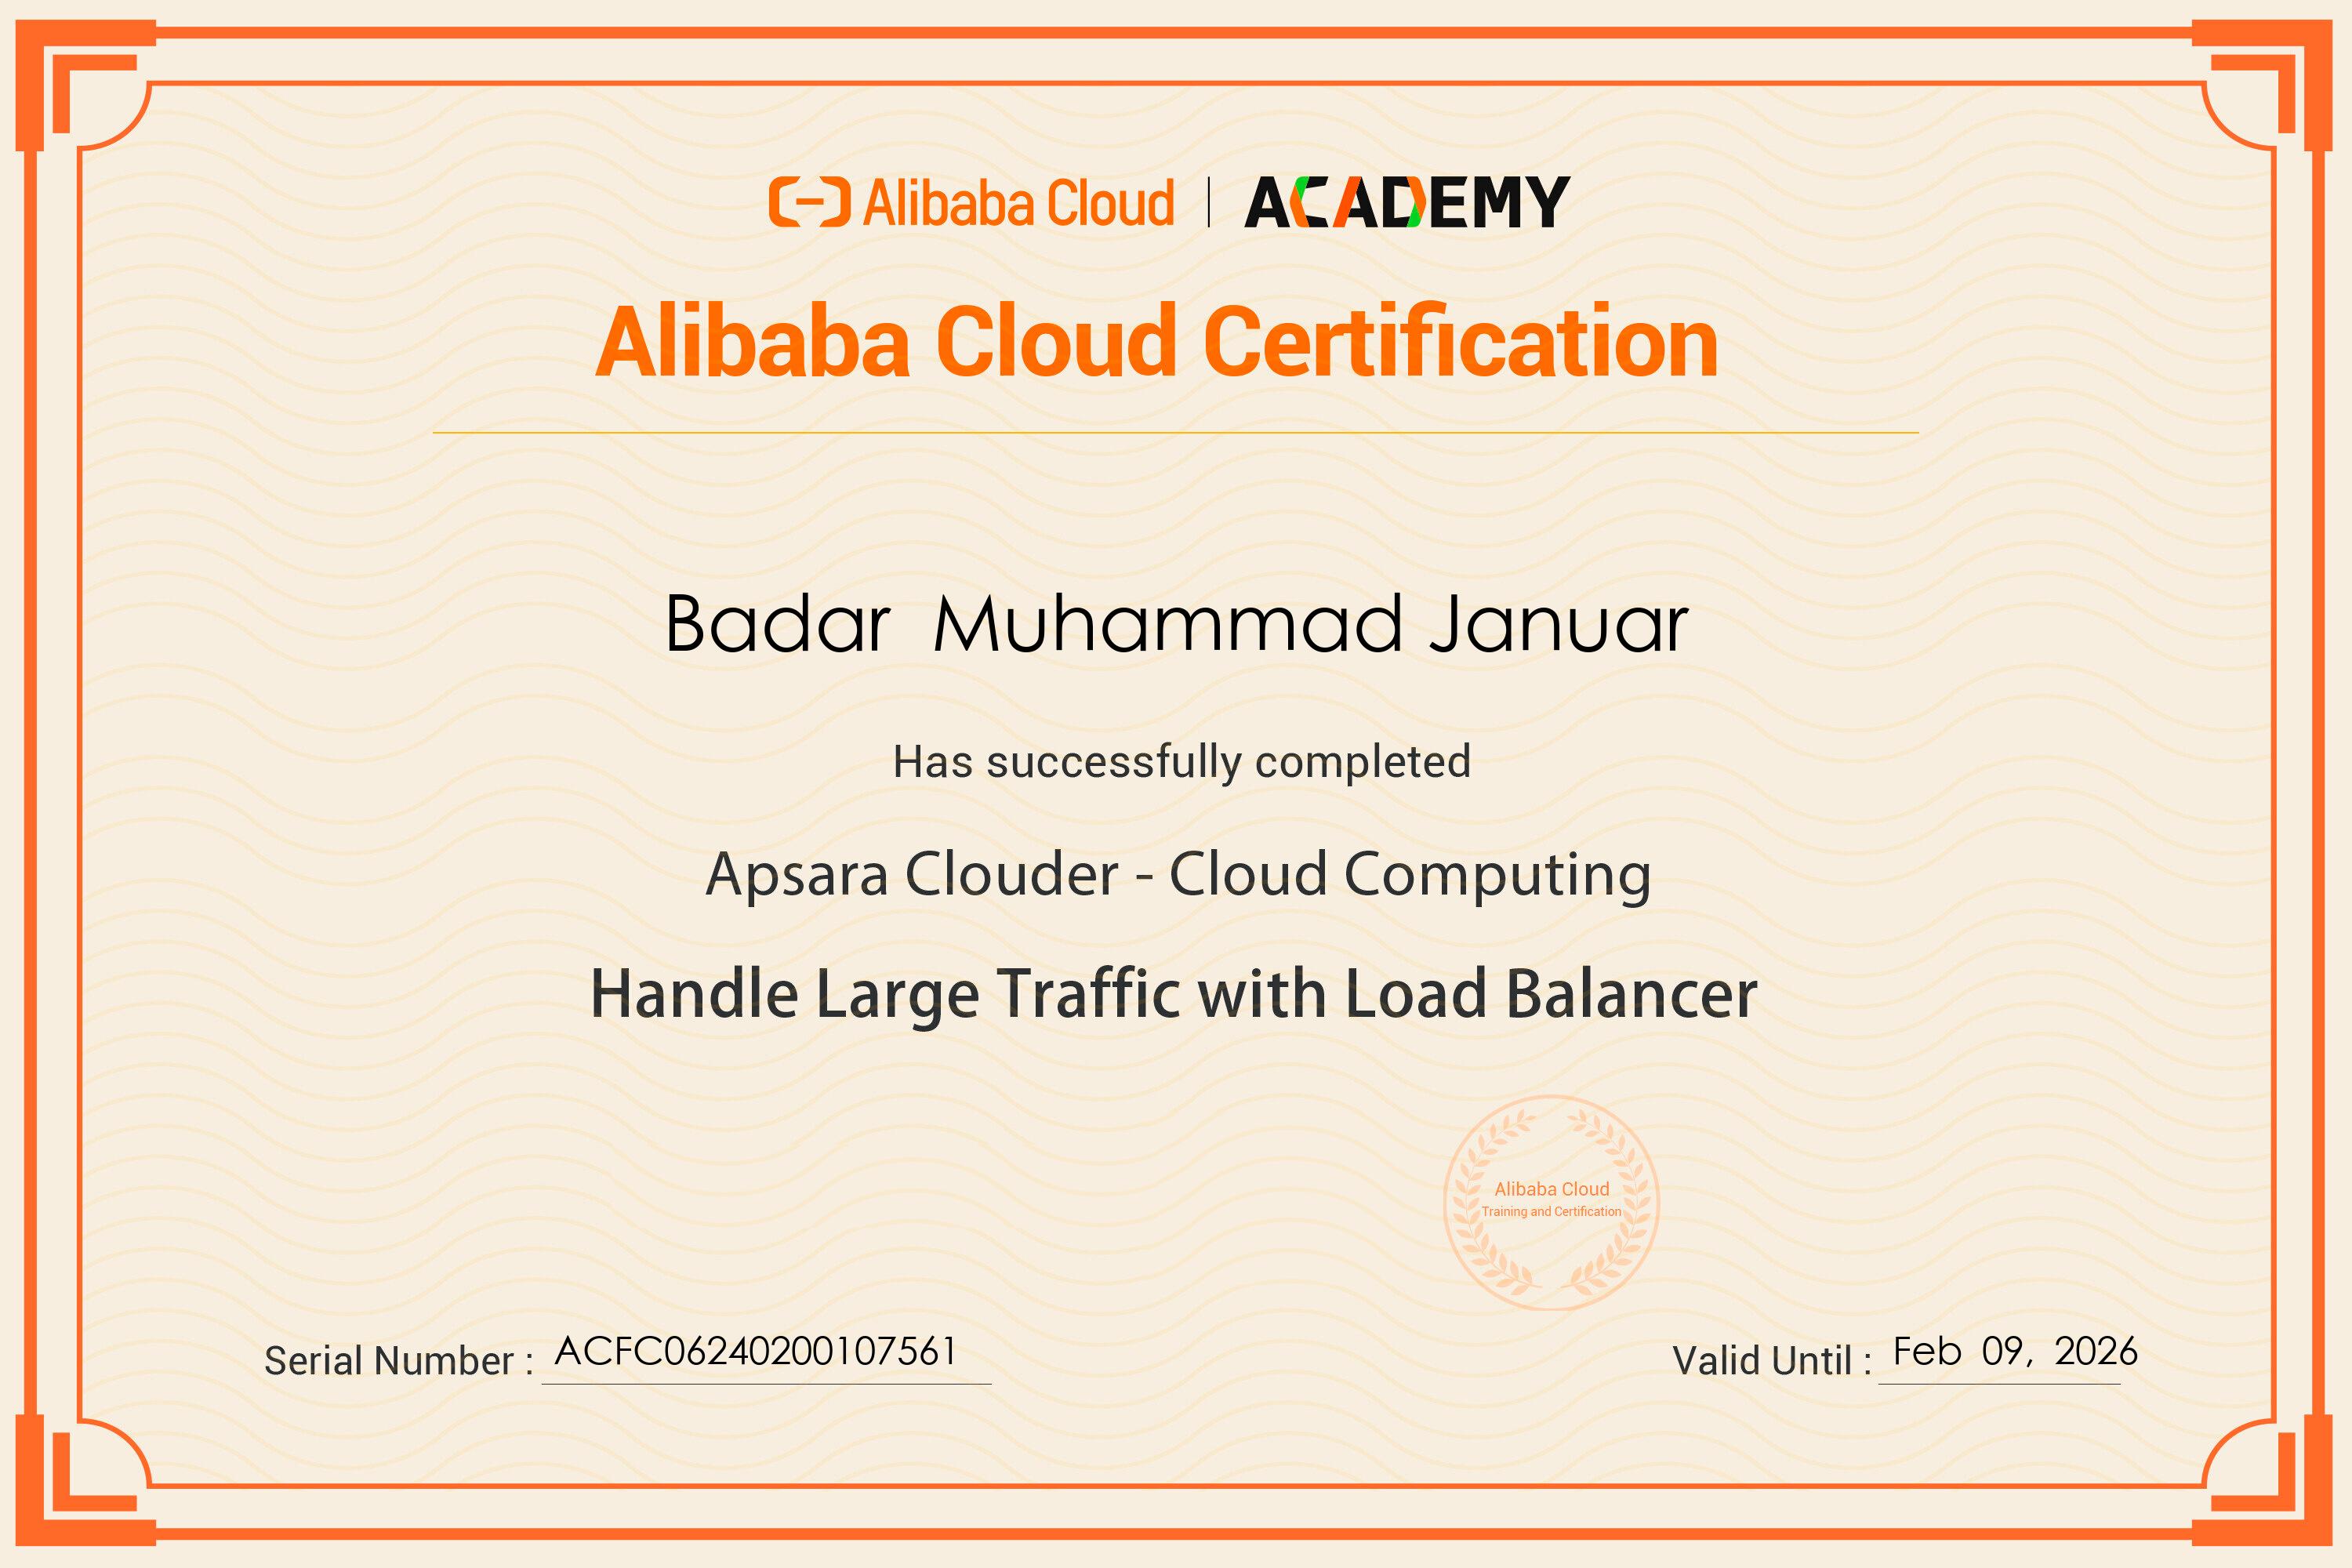 Alibaba Cloud | ACADEMY
Alibaba Cloud Certification
Badar Muhammad Januar
Has successfully completed
Apsara Clouder - Cloud Computing
Handle Large Traffic with Load Balancer
Alibaba Cloud
Training and Certification
Serial Number : ACFC06240200107561
Valid Until : Feb 09, 2026